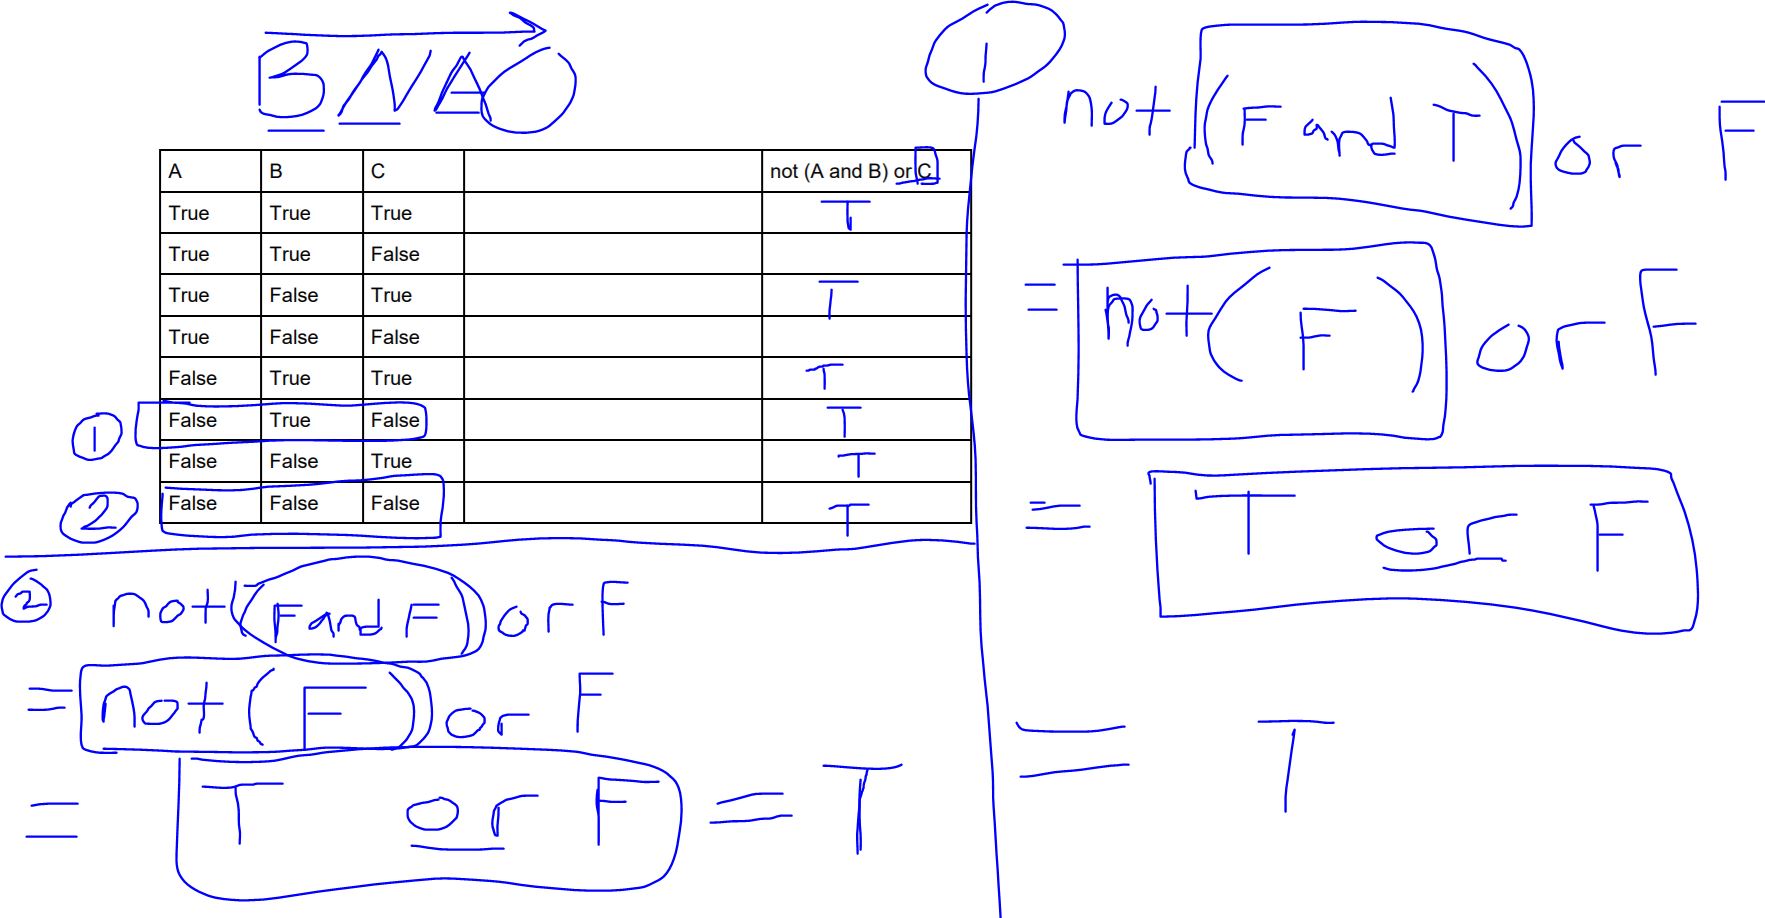 BNAO
A B C not (A and B) or C
True True True T
True True False
True False True T
True False False
False True True T
① False True False T
False False True T
② False False False T
② not (F and F) or F
= not (F) or F
= T or F = T
1
not (F and T) or F
= not (F) or F
= T or F
= T